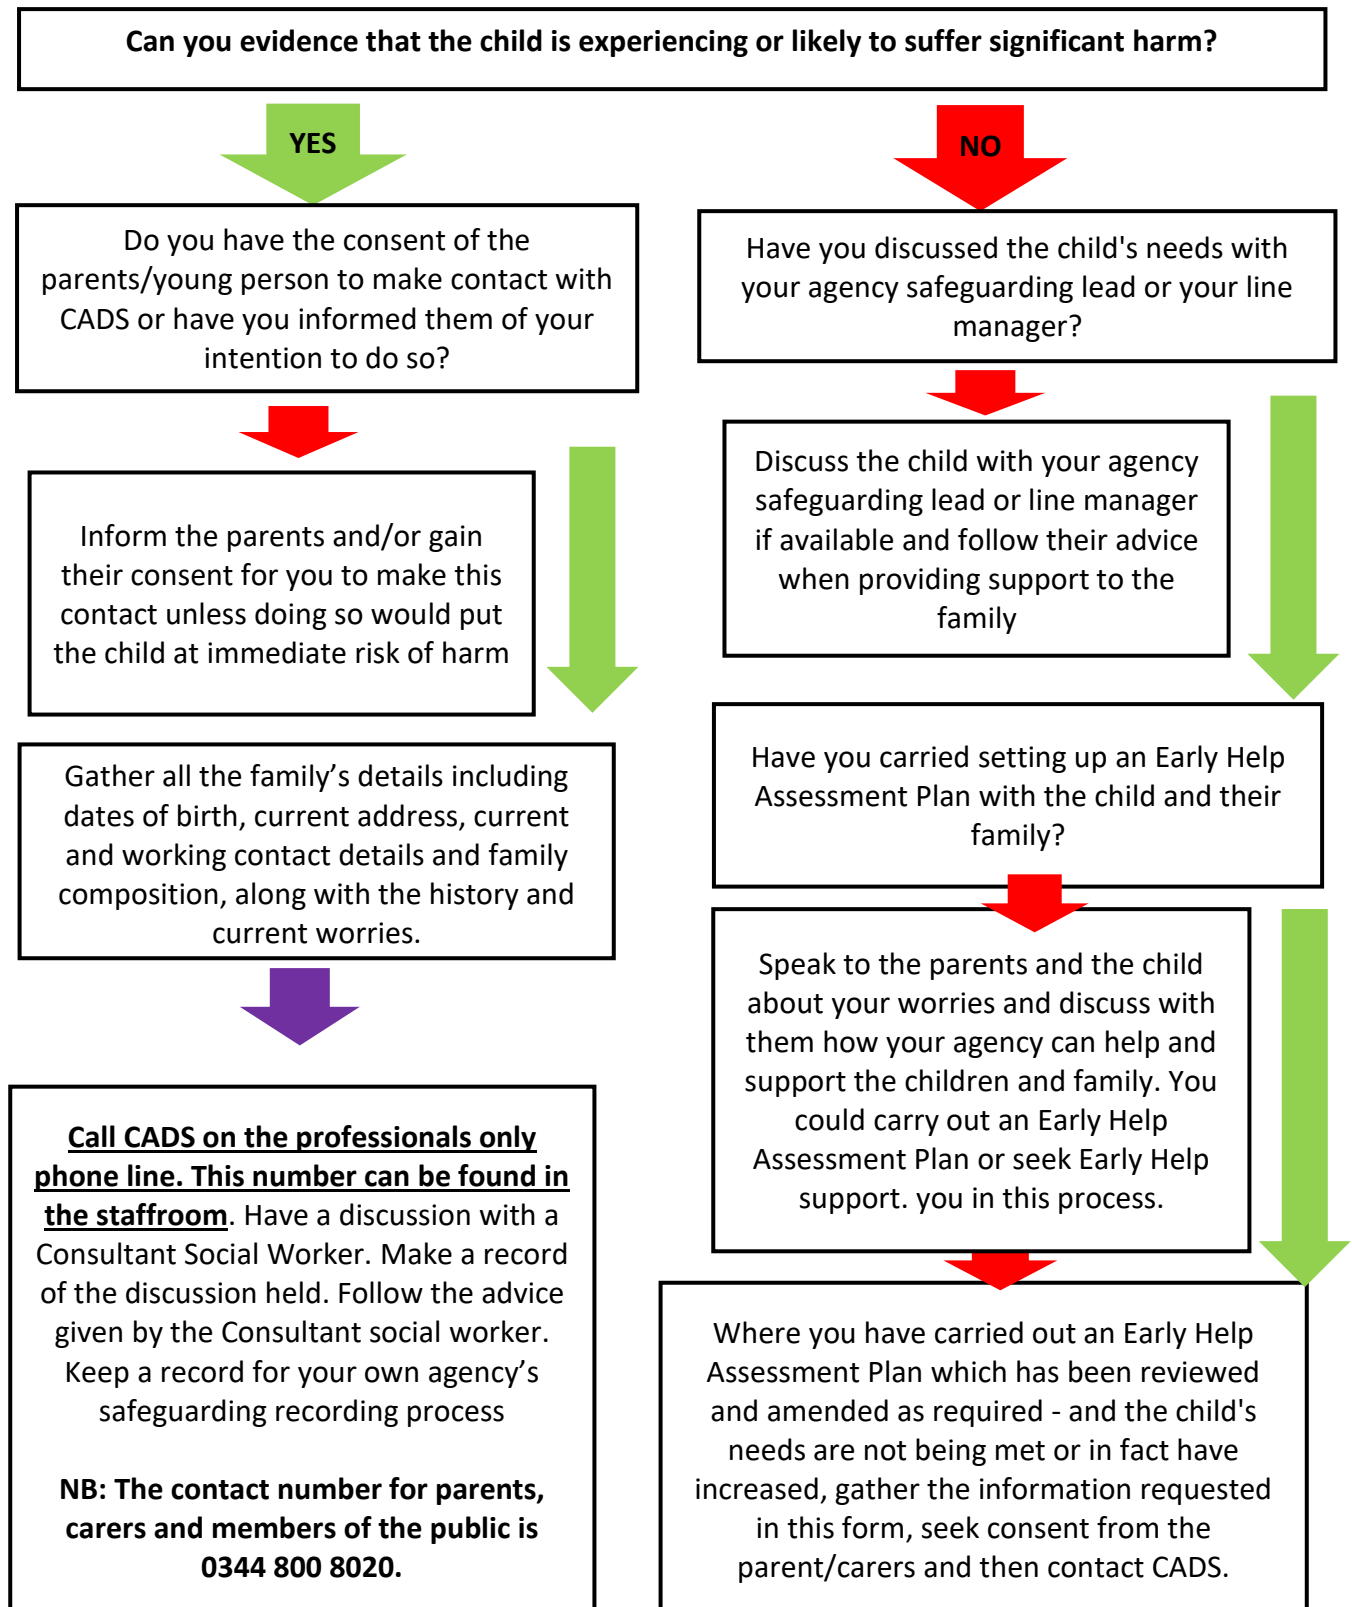 Can you evidence that the child is experiencing or likely to suffer significant harm?
YES
NO
Do you have the consent of the
parents/young person to make contact with
CADS or have you informed them of your
intention to do so?
Inform the parents and/or gain
their consent for you to make this
contact unless doing so would put
the child at immediate risk of harm
Gather all the family’s details including
dates of birth, current address, current
and working contact details and family
composition, along with the history and
current worries.
Call CADS on the professionals only
phone line. This number can be found in
the staffroom. Have a discussion with a
Consultant Social Worker. Make a record
of the discussion held. Follow the advice
given by the Consultant social worker.
Keep a record for your own agency’s
safeguarding recording process
NB: The contact number for parents,
carers and members of the public is
0344 800 8020.
Have you discussed the child's needs with
your agency safeguarding lead or your line
manager?
Discuss the child with your agency
safeguarding lead or line manager
if available and follow their advice
when providing support to the
family
Have you carried setting up an Early Help
Assessment Plan with the child and their
family?
Speak to the parents and the child
about your worries and discuss with
them how your agency can help and
support the children and family. You
could carry out an Early Help
Assessment Plan or seek Early Help
support. you in this process.
Where you have carried out an Early Help
Assessment Plan which has been reviewed
and amended as required - and the child's
needs are not being met or in fact have
increased, gather the information requested
in this form, seek consent from the
parent/carers and then contact CADS.